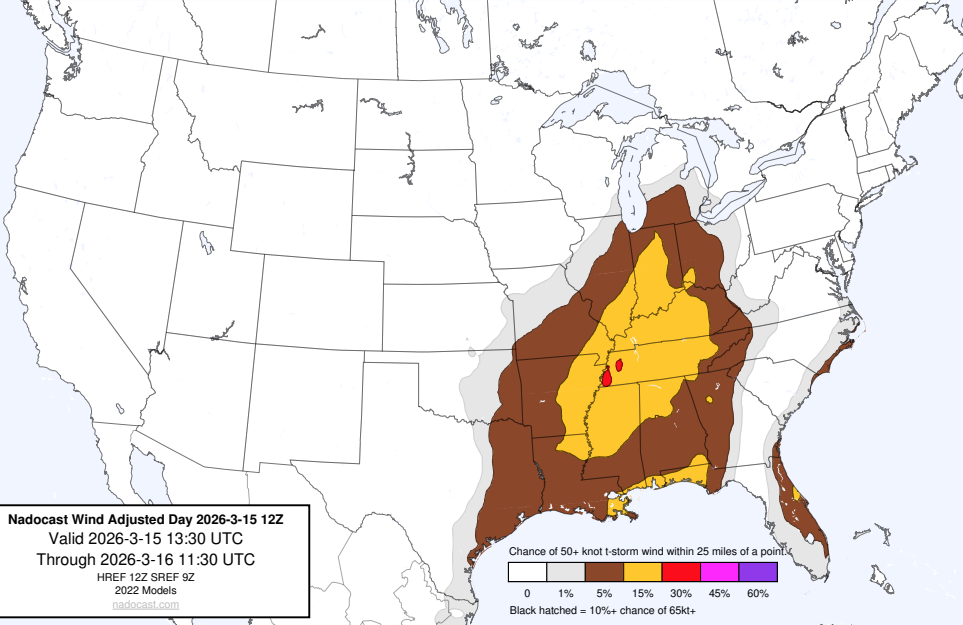 Nadocast Wind Adjusted Day 2026-3-15 12Z
Valid 2026-3-15 13:30 UTC
Through 2026-3-16 11:30 UTC
HREF 12Z SREF 9Z
2022 Models
nadocast.com
Chance of 50+ knot t-storm wind within 25 miles of a point.
0 1% 5% 15% 30% 45% 60%
Black hatched = 10%+ chance of 65kt+